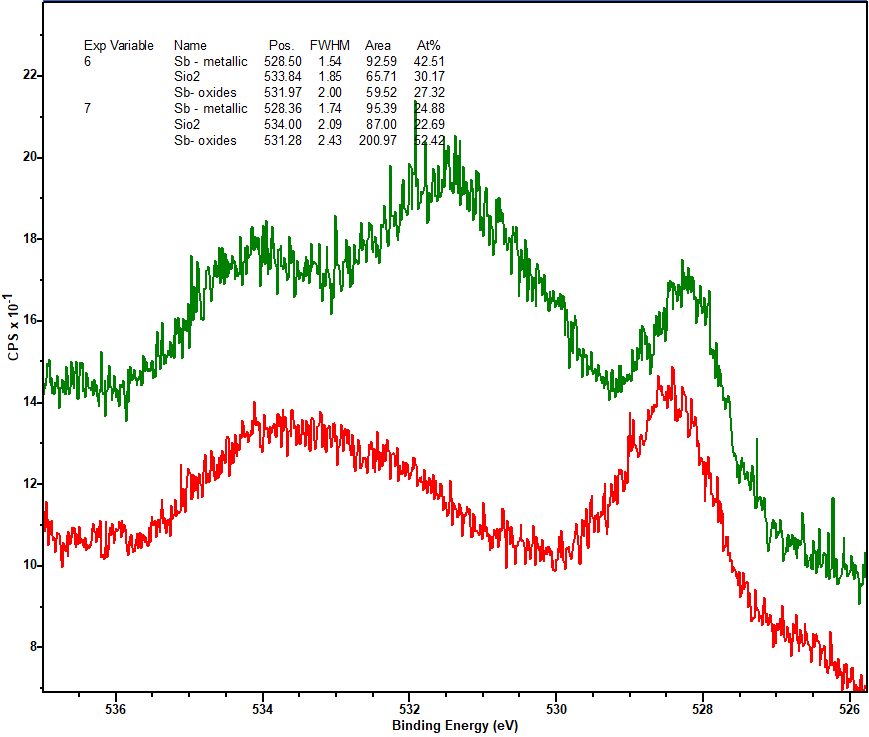 Exp Variable Name Pos. FWHM Area At%
6 Sb - metallic 528.50 1.54 92.59 42.51
Sio2 533.84 1.85 65.71 30.17
Sb- oxides 531.97 2.00 59.52 27.32
7 Sb - metallic 528.36 1.74 95.39 24.88
Sio2 534.00 2.09 87.00 22.69
Sb- oxides 531.28 2.43 200.97 52.42
22
20
18
16
14
12
10
8
CPS x 10⁻¹
536 534 532 530 528 526
Binding Energy (eV)